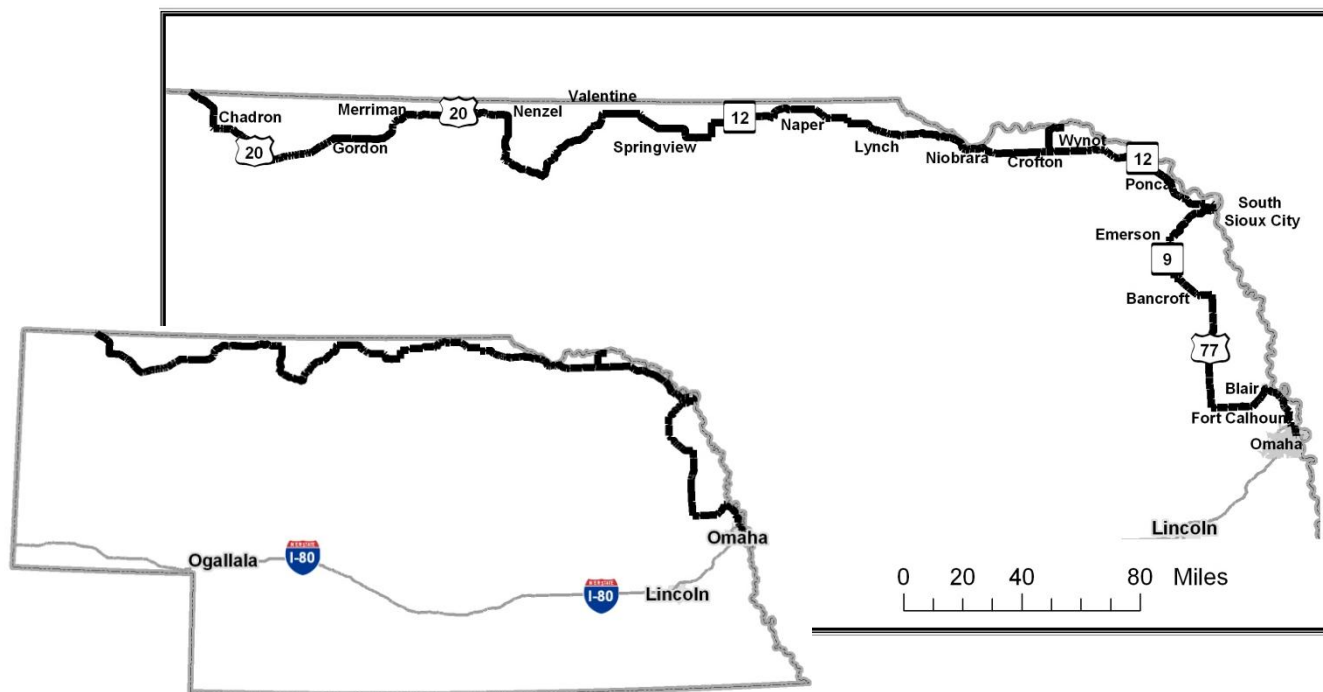 Valentine
Chadron
Merriman
20
Nenzel
12
20
Gordon
Springview
Naper
Lynch
Niobrara
Crofton
Wynot
12
Ponca
South
Sioux City
Emerson
9
Bancroft
77
Blair
Fort Calhoun
Omaha
Lincoln
0 20 40 80 Miles
Omaha
Ogallala
I-80
I-80
Lincoln